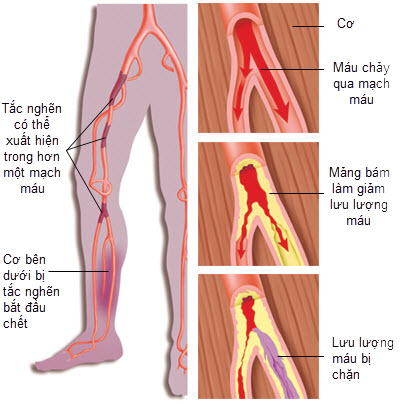 Tắc nghẽn
có thể
xuất hiện
trong hơn
một mạch
máu
Cơ bên
dưới bị
tắc nghẽn
bắt đầu
chết
Cơ
Máu chảy
qua mạch
máu
Mảng bám
làm giảm
lưu lượng
máu
Lưu lượng
máu bị
chặn